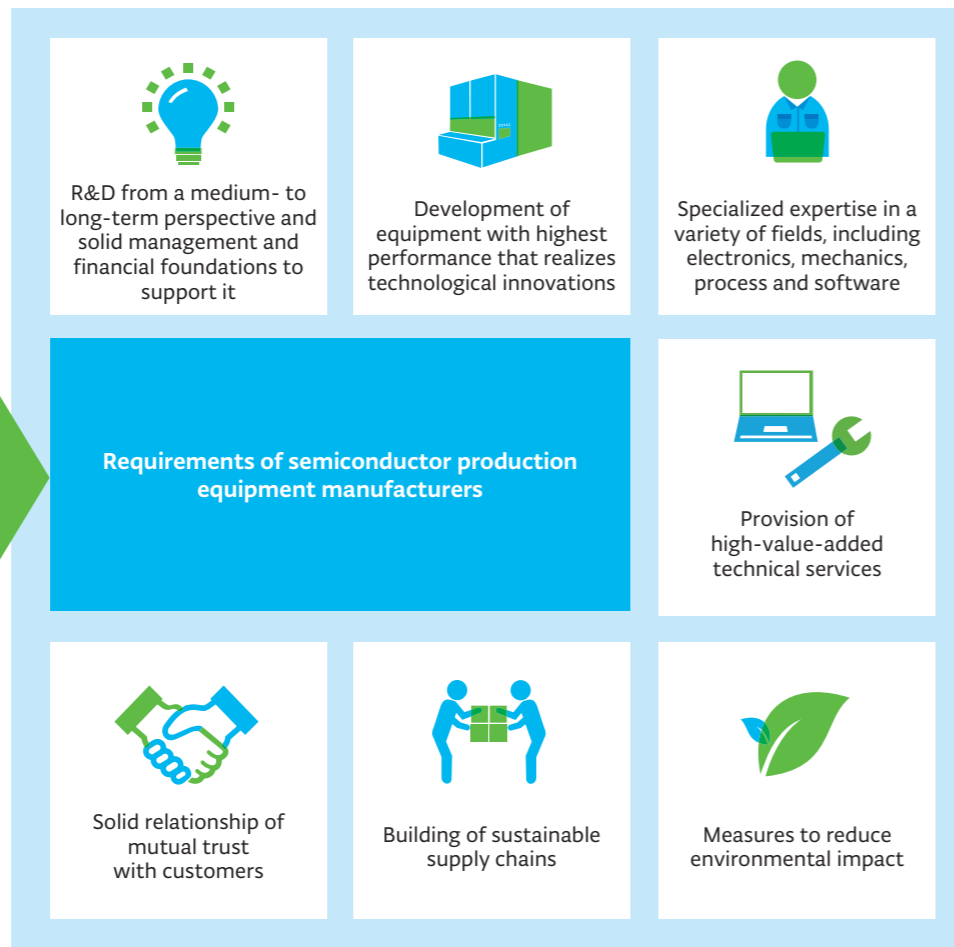 R&D from a medium- to
long-term perspective and
solid management and
financial foundations to
support it
Development of
equipment with highest
performance that realizes
technological innovations
Specialized expertise in a
variety of fields, including
electronics, mechanics,
process and software
Requirements of semiconductor production
equipment manufacturers
Provision of
high-value-added
technical services
Solid relationship of
mutual trust
with customers
Building of sustainable
supply chains
Measures to reduce
environmental impact